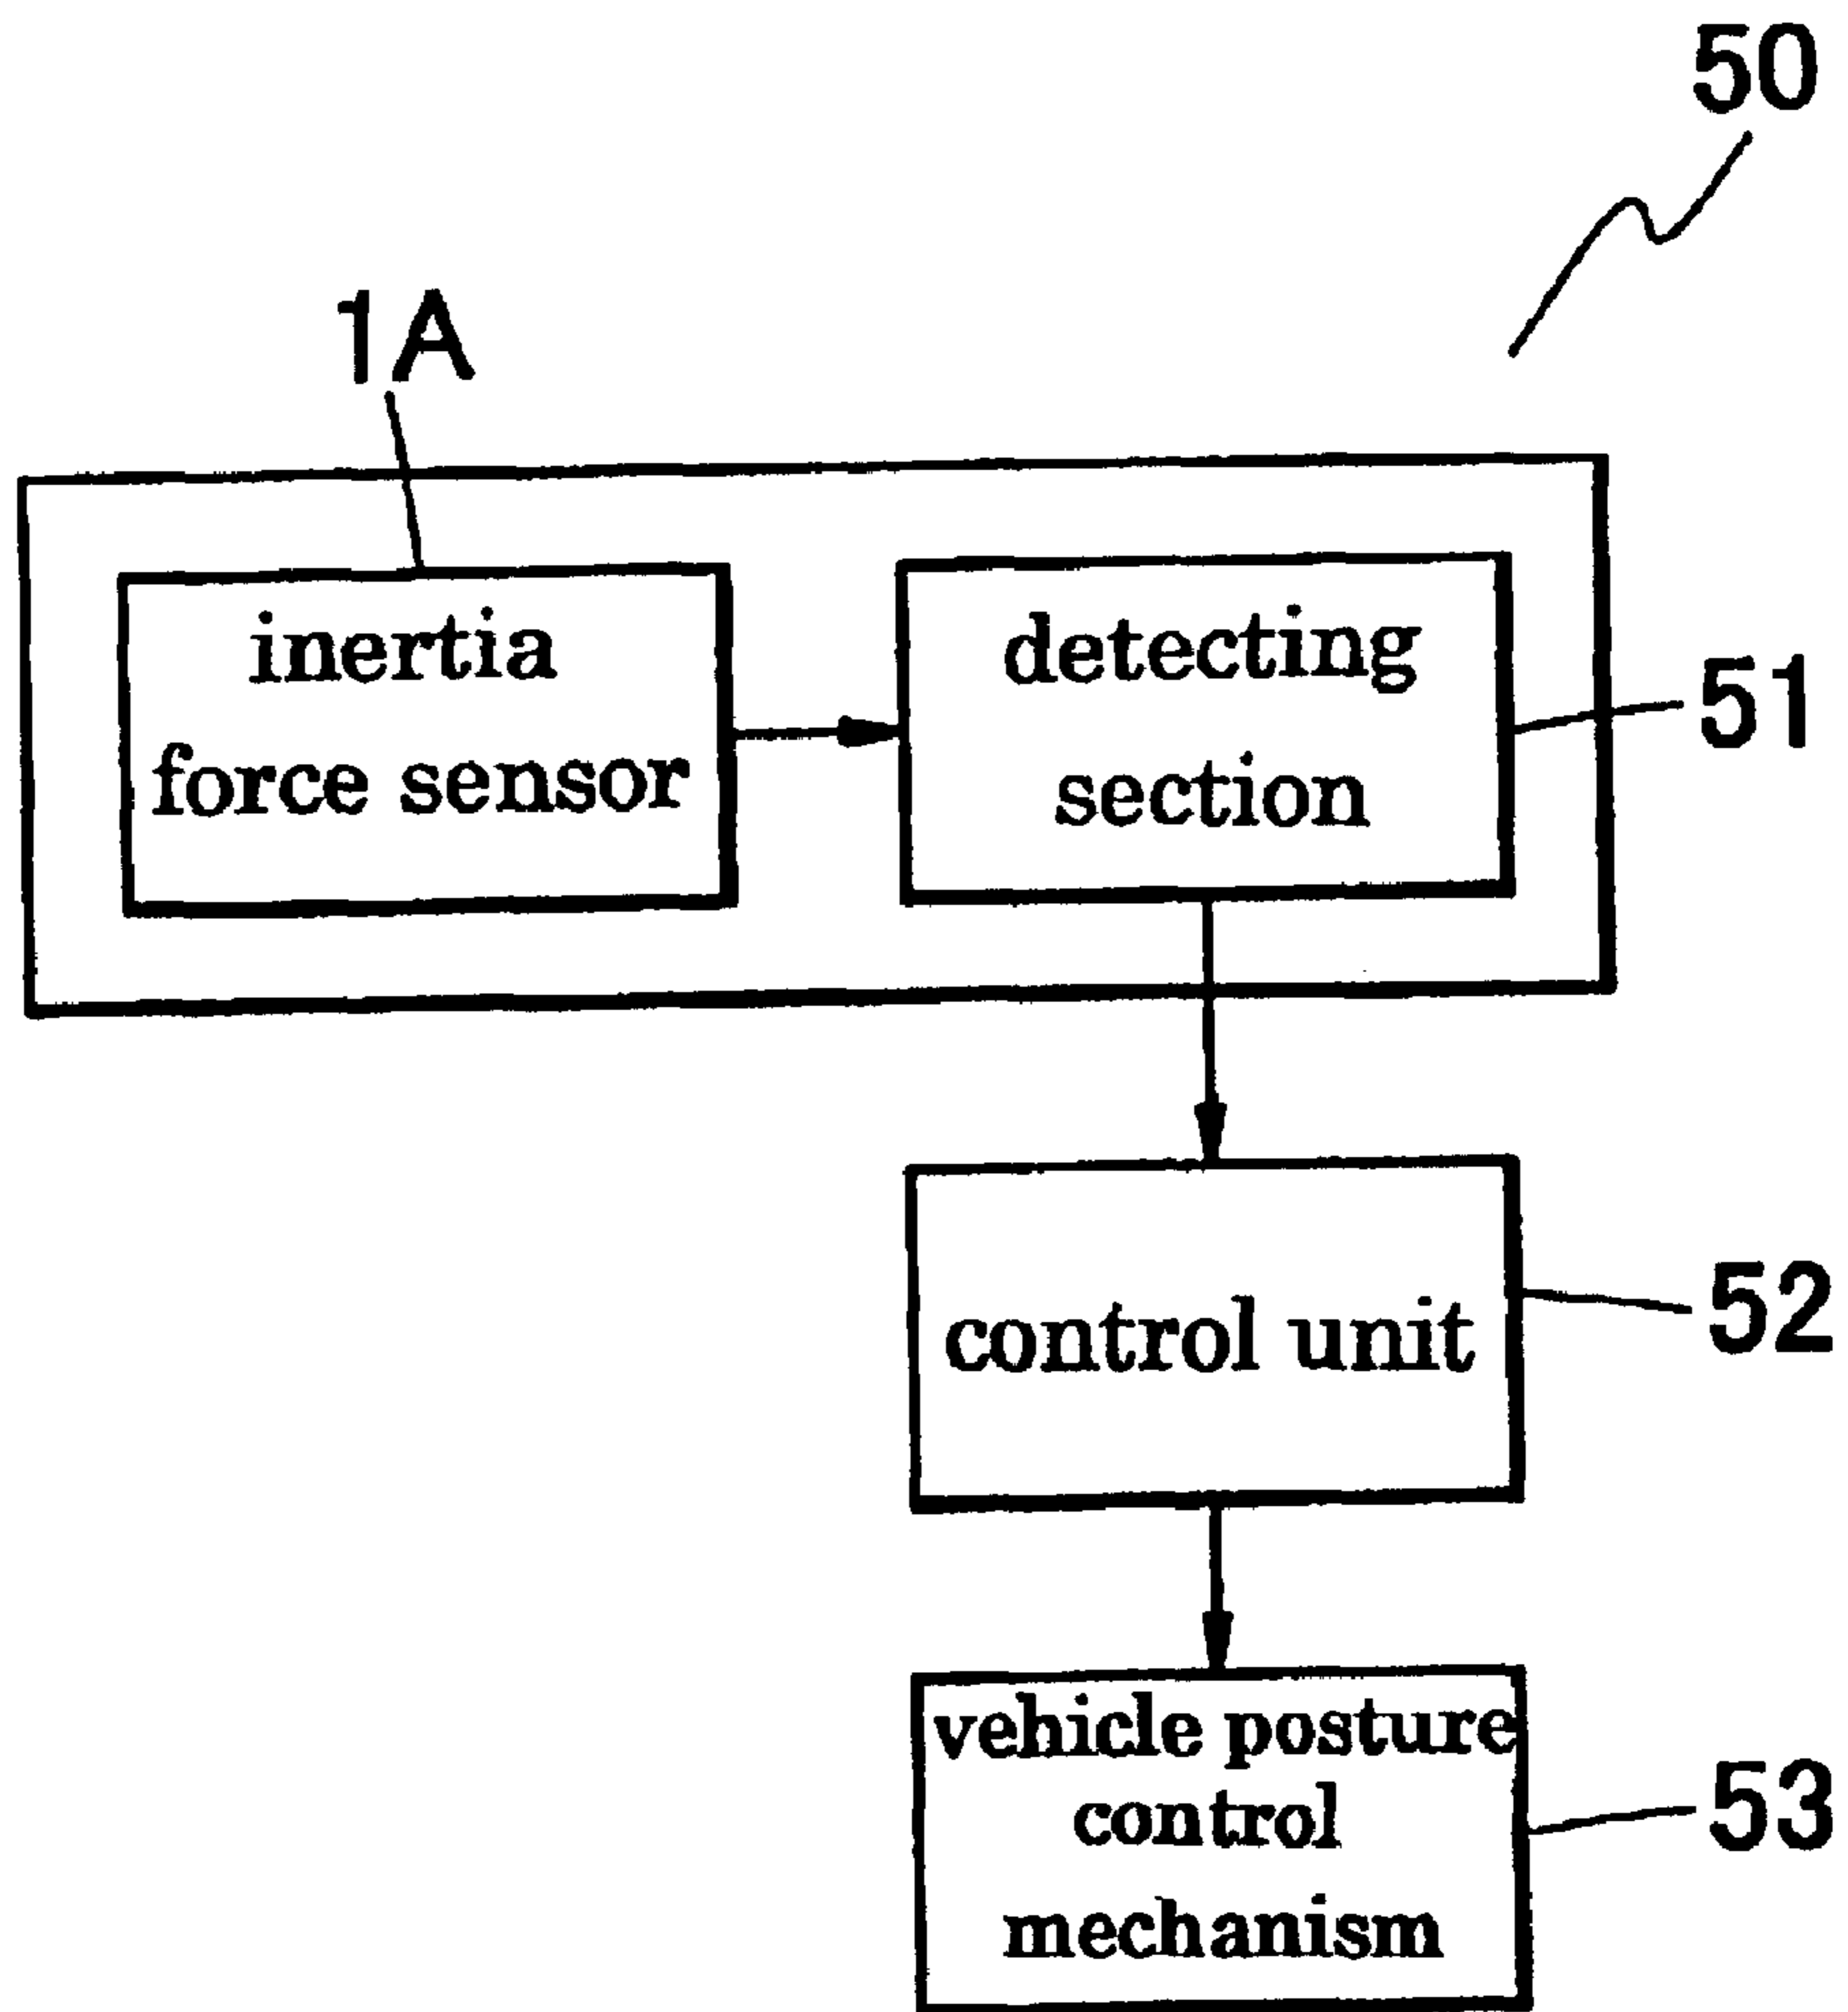 50
1A
inertia
force sensor
detecting
section
51
control unit
52
vehicle posture
control
mechanism
53